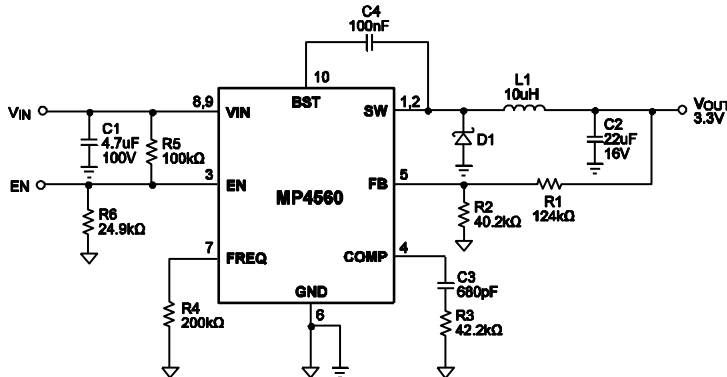 C4
100nF
10
BST
8,9
VIN
SW
1,2
L1
10uH
VIN
VOUT
3.3V
C1
4.7uF
100V
R5
100kΩ
D1
C2
22uF
16V
EN
3
EN
MP4560
FB
5
R6
24.9kΩ
R2
40.2kΩ
R1
124kΩ
7
FREQ
COMP
4
C3
680pF
GND
6
R4
200kΩ
R3
42.2kΩ